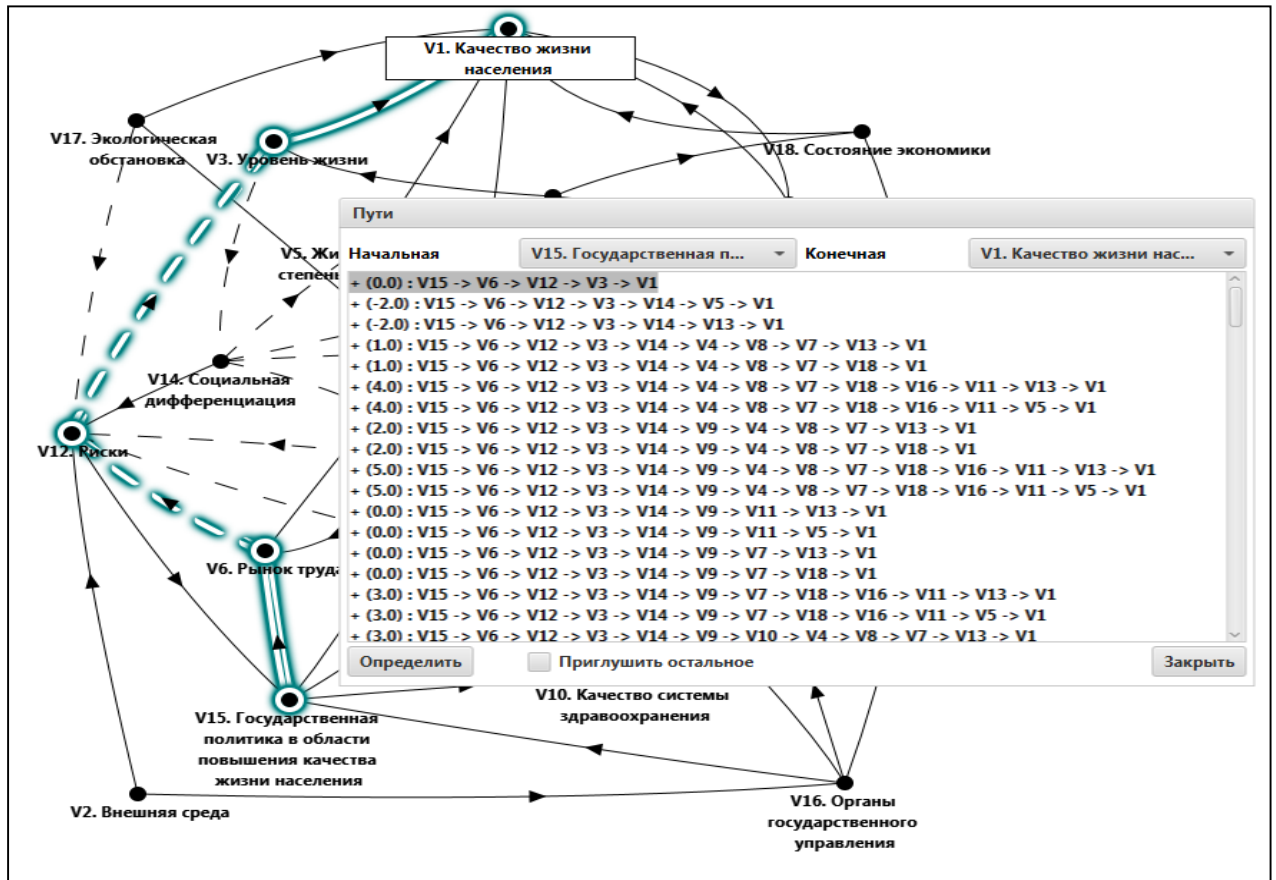 V1. Качество жизни
населения
V17. Экологическая
обстановка
V3. Уровень жизни
V18. Состояние экономики
Пути
V5. Жи
степень
Начальная
V15. Государственная п...
Конечная
V1. Качество жизни нас...
+ (0.0) : V15 -> V6 -> V12 -> V3 -> V1
+ (-2.0) : V15 -> V6 -> V12 -> V3 -> V14 -> V5 -> V1
+ (-2.0) : V15 -> V6 -> V12 -> V3 -> V14 -> V13 -> V1
+ (1.0) : V15 -> V6 -> V12 -> V3 -> V14 -> V4 -> V8 -> V7 -> V13 -> V1
+ (1.0) : V15 -> V6 -> V12 -> V3 -> V14 -> V4 -> V8 -> V7 -> V18 -> V1
+ (4.0) : V15 -> V6 -> V12 -> V3 -> V14 -> V4 -> V8 -> V7 -> V18 -> V16 -> V11 -> V13 -> V1
+ (4.0) : V15 -> V6 -> V12 -> V3 -> V14 -> V4 -> V8 -> V7 -> V18 -> V16 -> V11 -> V5 -> V1
+ (2.0) : V15 -> V6 -> V12 -> V3 -> V14 -> V9 -> V4 -> V8 -> V7 -> V13 -> V1
+ (2.0) : V15 -> V6 -> V12 -> V3 -> V14 -> V9 -> V4 -> V8 -> V7 -> V18 -> V1
+ (5.0) : V15 -> V6 -> V12 -> V3 -> V14 -> V9 -> V4 -> V8 -> V7 -> V18 -> V16 -> V11 -> V13 -> V1
+ (5.0) : V15 -> V6 -> V12 -> V3 -> V14 -> V9 -> V4 -> V8 -> V7 -> V18 -> V16 -> V11 -> V5 -> V1
+ (0.0) : V15 -> V6 -> V12 -> V3 -> V14 -> V9 -> V11 -> V13 -> V1
+ (0.0) : V15 -> V6 -> V12 -> V3 -> V14 -> V9 -> V11 -> V5 -> V1
+ (0.0) : V15 -> V6 -> V12 -> V3 -> V14 -> V9 -> V7 -> V13 -> V1
+ (0.0) : V15 -> V6 -> V12 -> V3 -> V14 -> V9 -> V7 -> V18 -> V1
+ (3.0) : V15 -> V6 -> V12 -> V3 -> V14 -> V9 -> V7 -> V18 -> V16 -> V11 -> V13 -> V1
+ (3.0) : V15 -> V6 -> V12 -> V3 -> V14 -> V9 -> V7 -> V18 -> V16 -> V11 -> V5 -> V1
+ (3.0) : V15 -> V6 -> V12 -> V3 -> V14 -> V9 -> V10 -> V4 -> V8 -> V7 -> V13 -> V1
Определить
Приглушить остальное
Закрыть
V14. Социальная
дифференциация
V12. Риски
V6. Рынок труда
V10. Качество системы
здравоохранения
V15. Государственная
политика в области
повышения качества
жизни населения
V2. Внешняя среда
V16. Органы
государственного
управления